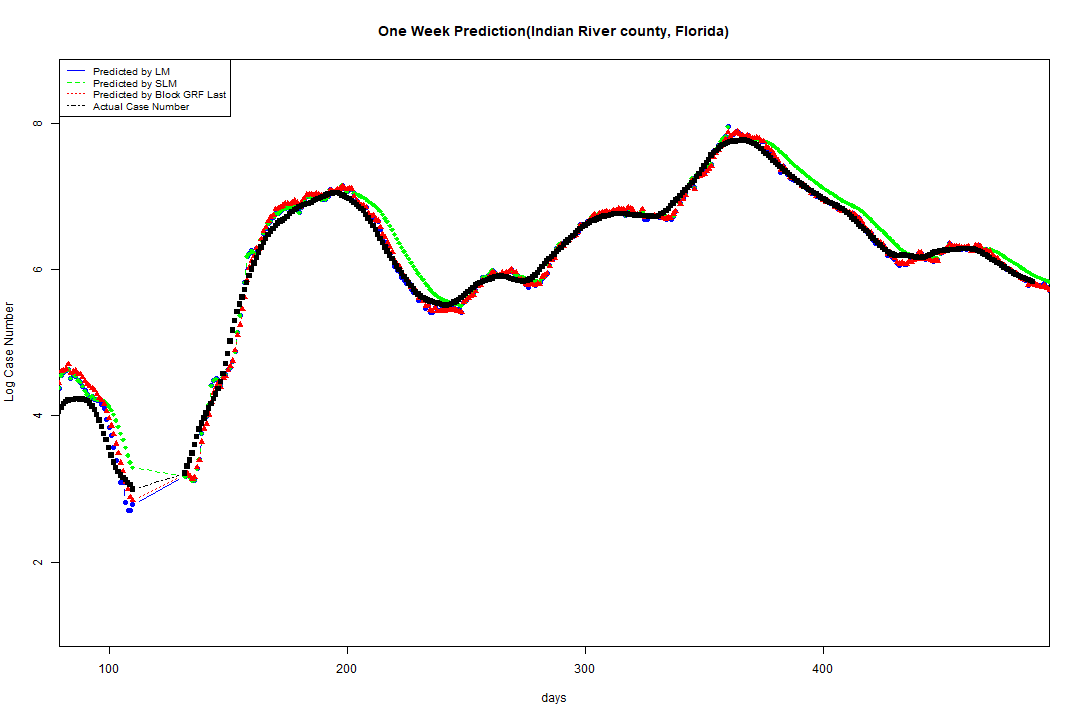 One Week Prediction(Indian River county, Florida)
Predicted by LM
Predicted by SLM
Predicted by Block GRF Last
Actual Case Number
8
6
4
2
Log Case Number
100 200 300 400
days